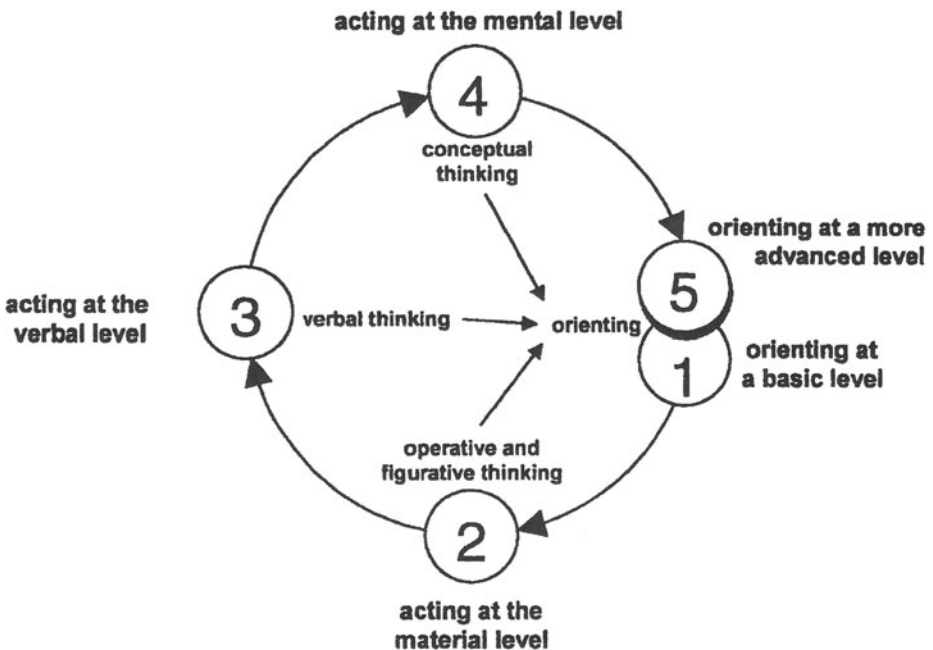 acting at the mental level
4
conceptual
thinking
orienting at a more
advanced level
5
acting at the
verbal level
3
verbal thinking
orienting
1
orienting at
a basic level
operative and
figurative thinking
2
acting at the
material level